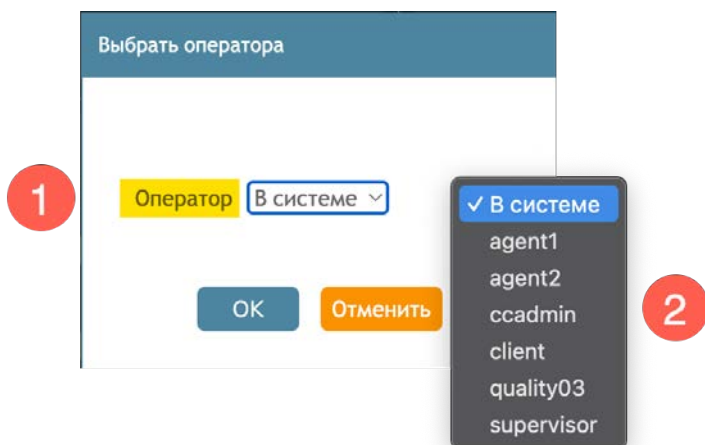 Выбрать оператора
1
Оператор В системе
✓ В системе
agent1
agent2
ccadmin
client
quality03
supervisor
2
OK Отменить